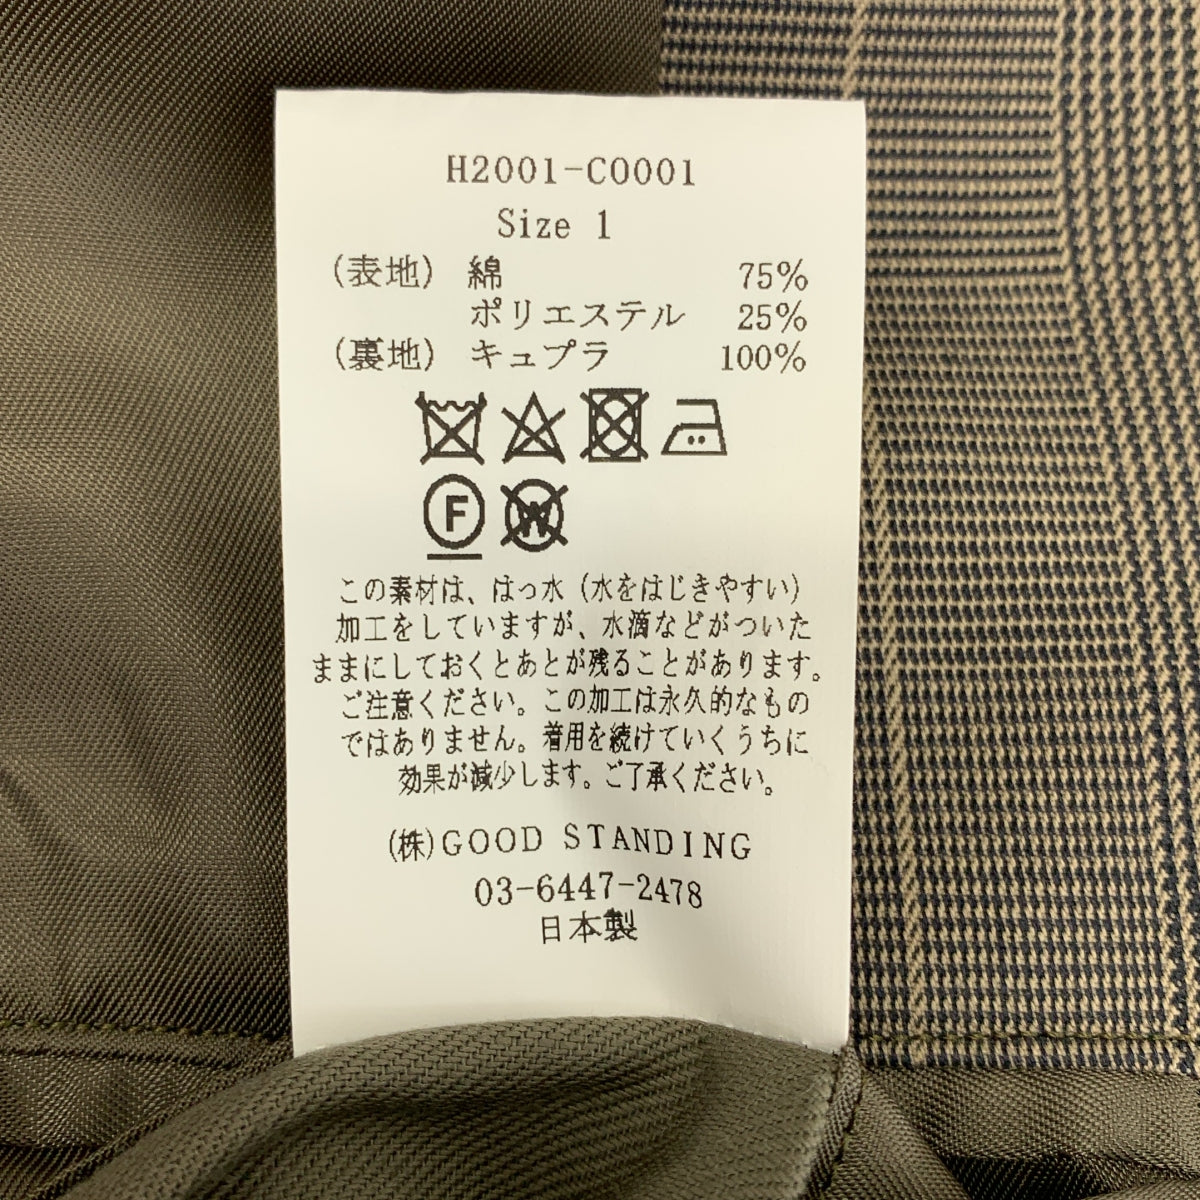 H2001-C0001
Size 1
(表地) 綿 75%
ポリエステル 25%
(裏地) キュプラ 100%
F W
この素材は、はっ水(水をはじきやすい)
加工をしていますが、水滴などがついた
ままにしておくとあとが残ることがあります。
ご注意ください。この加工は永久的なもの
ではありません。着用を続けていくうちに
効果が減少します。ご了承ください。
(株)GOOD STANDING
03-6447-2478
日本製